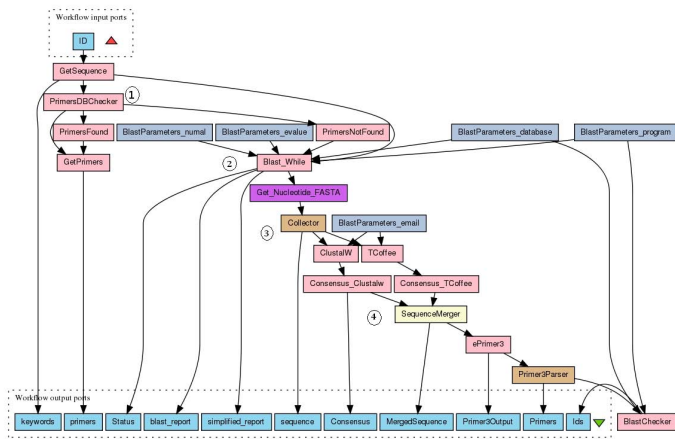 Workflow input ports
ID
GetSequence
PrimersDBChecker
1
PrimersFound
BlastParameters_numal
BlastParameters_evalue
PrimersNotFound
BlastParameters_database
BlastParameters_program
GetPrimers
2
Blast_While
Get_Nucleotide_FASTA
Collector
BlastParameters_email
3
ClustalW
TCoffee
Consensus_Clustalw
Consensus_TCoffee
4
SequenceMerger
ePrimer3
Primer3Parser
Workflow output ports
keywords
primers
Status
blast_report
simplified_report
sequence
Consensus
MergedSequence
Primer3Output
Primers
Ids
BlastChecker